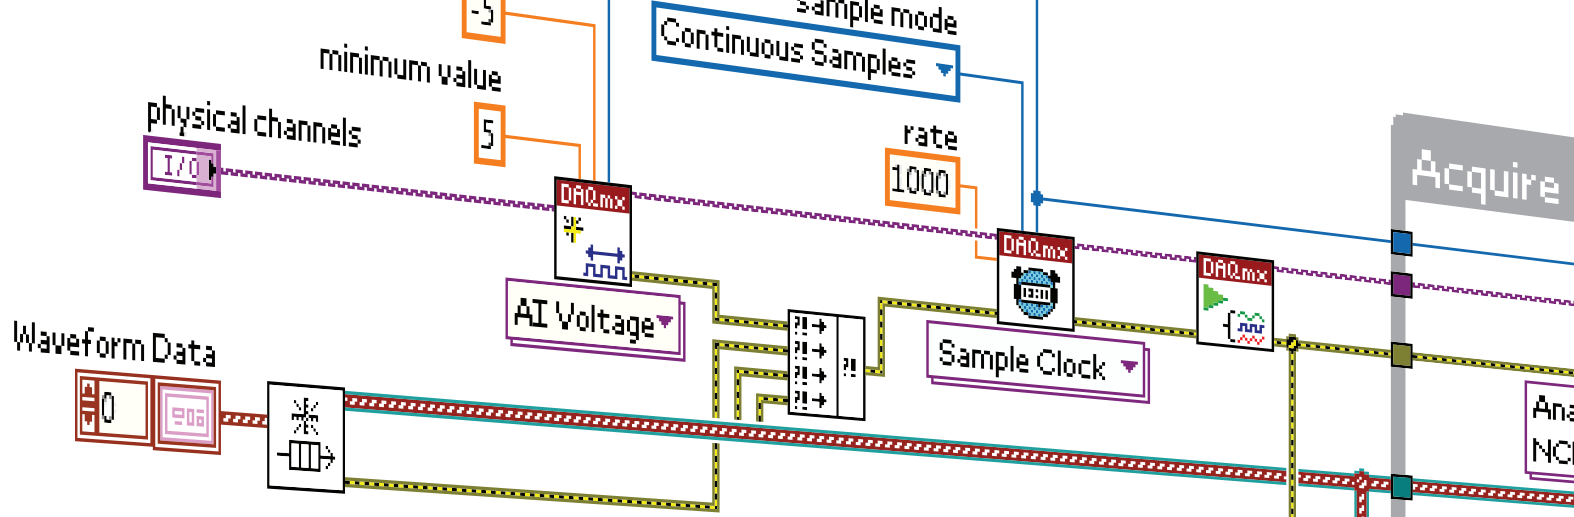 -5
sample mode
Continuous Samples
minimum value
5
physical channels
I/O
rate
1000
Acquire
DAQmx
DAQmx
DAQmx
AI Voltage
Sample Clock
?!
?!
?!
?!
?!
Waveform Data
0